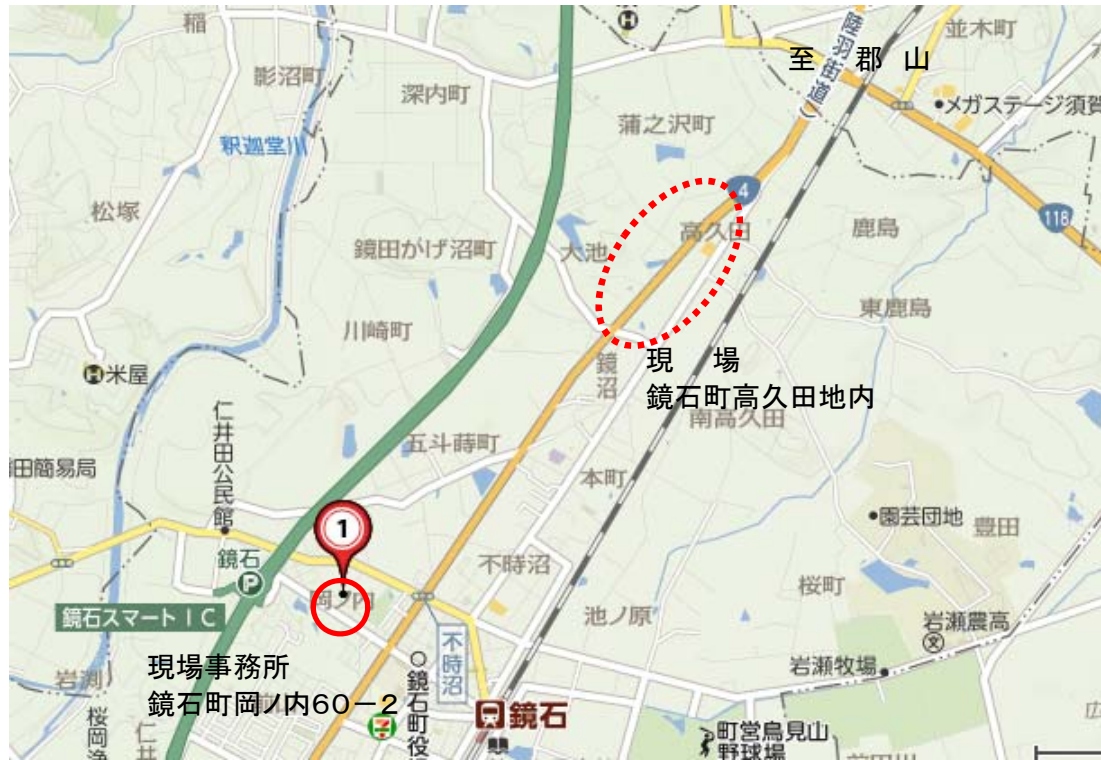 稲
並木町
影沼町
陸羽街道)
至 郡 山
深内町
メガステージ須賀
蒲之沢町
釈迦堂川
4
118
松塚
高久田
鹿島
鏡田かげ沼町
大池
東鹿島
川崎町
現 場
米屋
鏡沼
鏡石町高久田地内
南高久田
仁井田公民館
五斗蒔町
田簡易局
本町
園芸団地
豊田
1
鏡石
P
不時沼
桜町
岡ノ内
鏡石スマートIC
池ノ原
岩瀬農高
不時沼
岩瀬牧場
現場事務所
岩渕
鏡石町岡ノ内60-2
鏡石町役
鏡石
桜岡
仁井
町営鳥見山
野球場
広